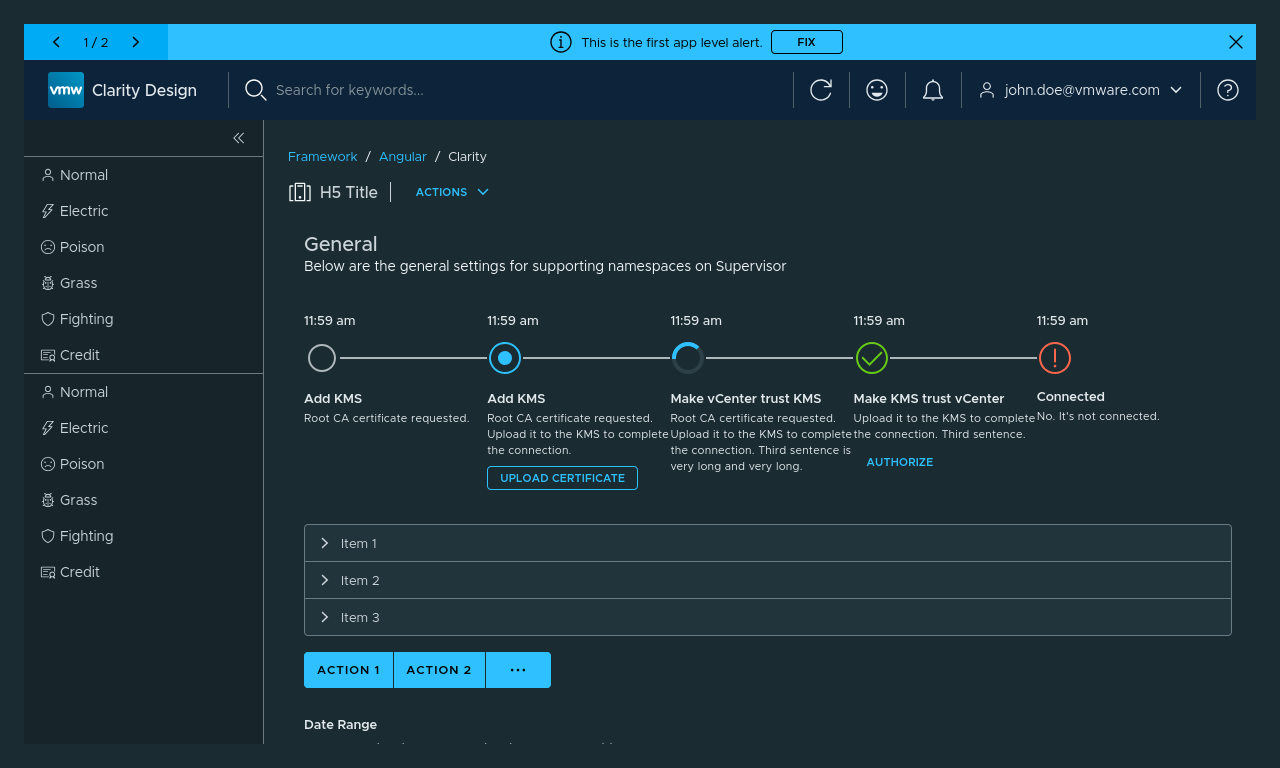 1 / 2
This is the first app level alert.
FIX
vmw
Clarity Design
Search for keywords...
john.doe@vmware.com
Normal
Electric
Poison
Grass
Fighting
Credit
Normal
Electric
Poison
Grass
Fighting
Credit
Framework / Angular / Clarity
H5 Title
ACTIONS
General
Below are the general settings for supporting namespaces on Supervisor
11:59 am
Add KMS
Root CA certificate requested.
11:59 am
Add KMS
Root CA certificate requested.
Upload it to the KMS to complete
the connection.
UPLOAD CERTIFICATE
11:59 am
Make vCenter trust KMS
Root CA certificate requested.
Upload it to the KMS to complete
the connection. Third sentence is
very long and very long.
11:59 am
Make KMS trust vCenter
Upload it to the KMS to complete
the connection. Third sentence.
AUTHORIZE
11:59 am
Connected
No. It's not connected.
Item 1
Item 2
Item 3
ACTION 1
ACTION 2
...
Date Range